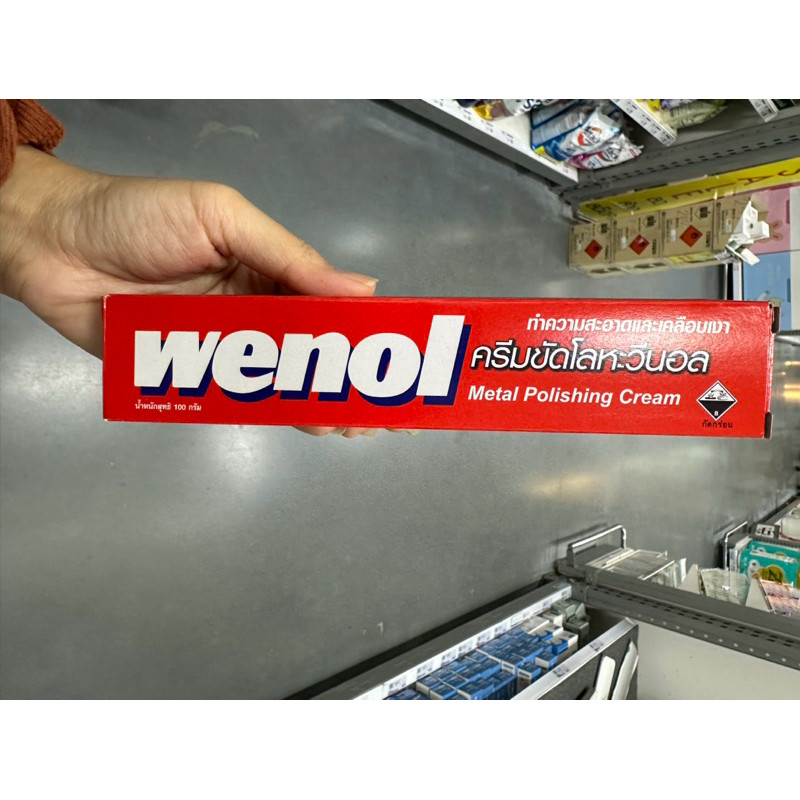 wenol
น้ำหนักสุทธิ 100 กรัม
ทำความสะอาดและเคลือบเงา
ครีมขัดโลหะวีนอล
Metal Polishing Cream
8
กัดกร่อน